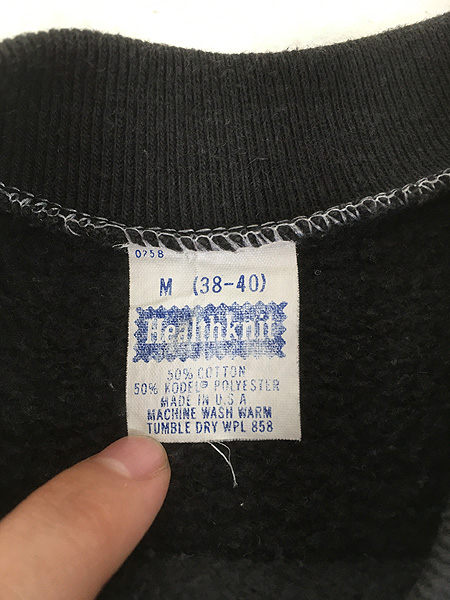 0758
M (38-40)
Healthknit
50% COTTON
50% KODEL® POLYESTER
MADE IN U.S.A
MACHINE WASH WARM
TUMBLE DRY WPL 858